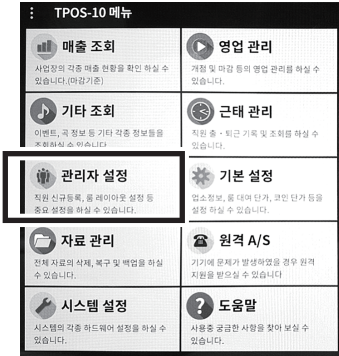 TPOS-10 메뉴
매출 조회
사업장의 각종 매출 현황을 확인 하실 수
있습니다.(마감기준)
영업 관리
개점 및 마감 등의 영업 관리를 하실 수
있습니다.
기타 조회
이벤트, 곡 정보 등 기타 각종 정보들을
조회하실 수 있습니다.
근태 관리
직원 출·퇴근 기록 및 조회를 하실 수
있습니다.
관리자 설정
직원 신규등록, 룸 레이아웃 설정 등
중요 설정을 하실 수 있습니다.
기본 설정
업소정보, 룸 대여 단가, 코인 단가 등을
설정 하실 수 있습니다.
자료 관리
전체 자료의 삭제, 복구 및 백업을 하실
수 있습니다.
원격 A/S
기기에 문제가 발생하였을 경우 원격
지원을 받으실 수 있습니다
시스템 설정
시스템의 각종 하드웨어 설정을 하실 수
있습니다.
도움말
사용중 궁금한 사항을 찾아 보실 수
있습니다.